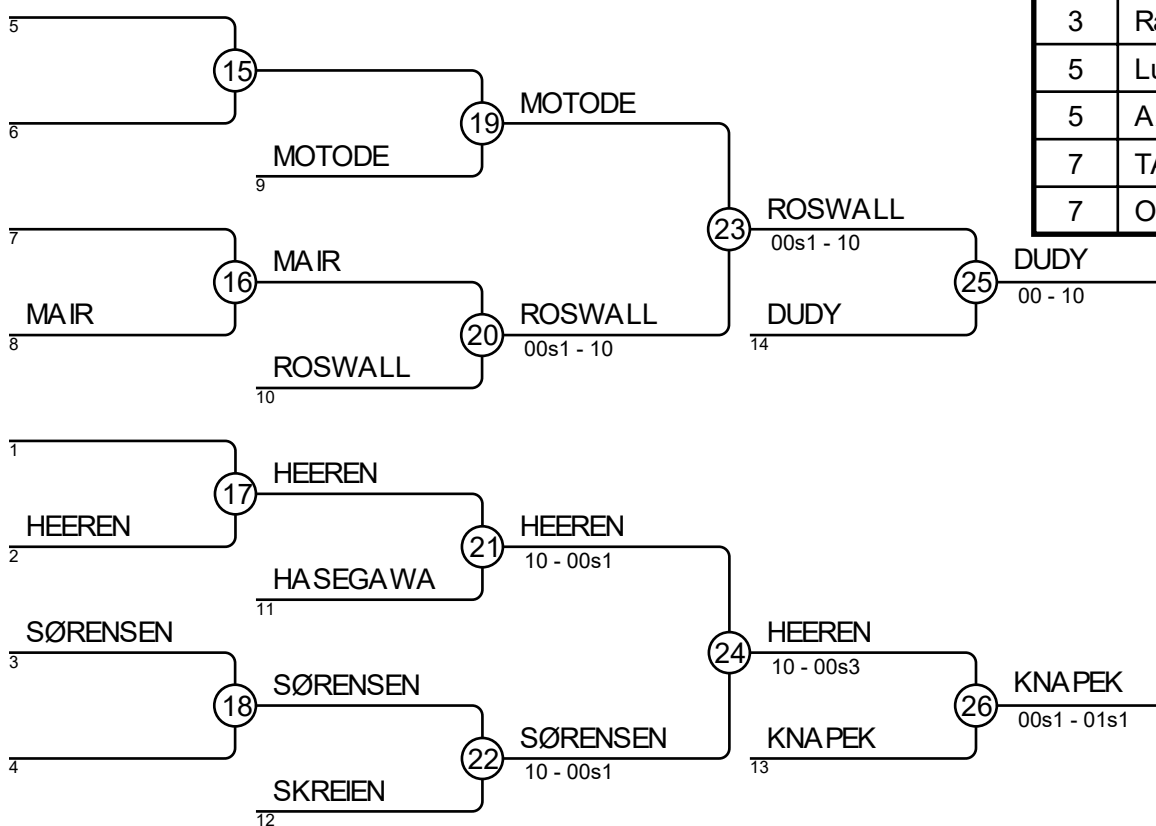 5
3 Ra
15
5 Lu
MOTODE
19
6
5 A
MOTODE
9
7 TA
7
ROSWALL
7 O
23
00s1 - 10
MAIR
DUDY
16
25
00 - 10
MAIR
ROSWALL
DUDY
8
20
00s1 - 10
14
ROSWALL
10
1
HEEREN
17
HEEREN
HEEREN
2
21
10 - 00s1
HASEGAWA
11
SØRENSEN
HEEREN
3
24
10 - 00s3
SØRENSEN
KNAPEK
18
26
00s1 - 01s1
SØRENSEN
KNAPEK
4
22
10 - 00s1
13
SKREIEN
12